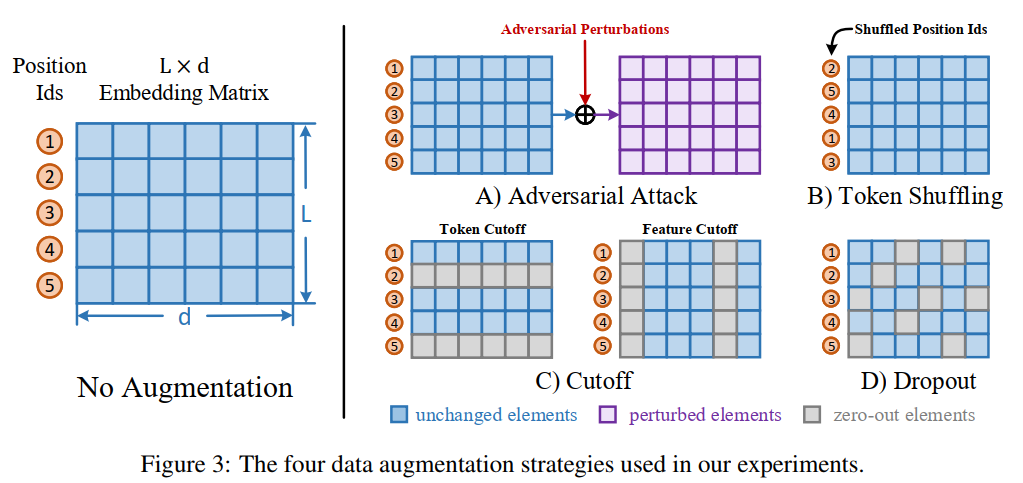 Position
Ids
L × d
Embedding Matrix
1
2
3
4
5
L
d
No Augmentation
Adversarial Perturbations
1
2
3
4
5
A) Adversarial Attack
Shuffled Position Ids
2
5
4
1
3
B) Token Shuffling
Token Cutoff
1
2
3
4
5
Feature Cutoff
1
2
3
4
5
C) Cutoff
1
2
3
4
5
D) Dropout
unchanged elements
perturbed elements
zero-out elements
Figure 3: The four data augmentation strategies used in our experiments.